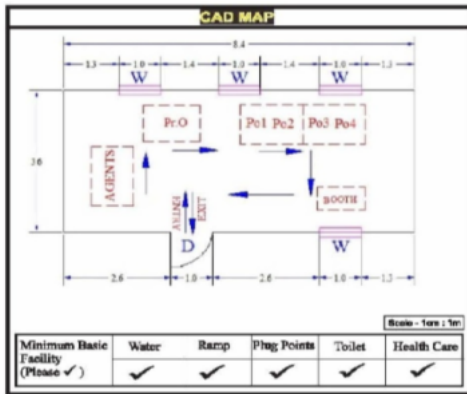 CAD MAP
8.4
1.3 1.0 1.4 1.0 1.4 1.0 1.3
W W W
Pr.O Po1 Po2 Po3 Po4
3.6
AGENTS
BOOTH
ENTRY
EXIT
D W
2.6 1.0 2.6 1.0 1.3
Scale - 1cm : 1m
Minimum Basic Facility (Please ✓) Water Ramp Plug Points Toilet Health Care
✓ ✓ ✓ ✓ ✓